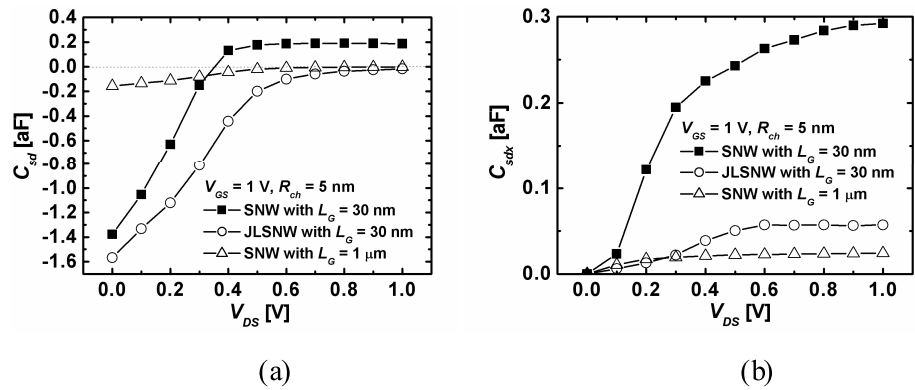 (a)
0.4
0.2
0.0
-0.2
-0.4
-0.6
-0.8
-1.0
-1.2
-1.4
-1.6
C_sd [aF]
V_GS = 1 V, R_ch = 5 nm
SNW with L_G = 30 nm
JLSNW with L_G = 30 nm
SNW with L_G = 1 μm
0.0 0.2 0.4 0.6 0.8 1.0
V_DS [V]
(a)
(b)
0.3
0.2
0.1
0.0
C_sdx [aF]
V_GS = 1 V, R_ch = 5 nm
SNW with L_G = 30 nm
JLSNW with L_G = 30 nm
SNW with L_G = 1 μm
0.0 0.2 0.4 0.6 0.8 1.0
V_DS [V]
(b)